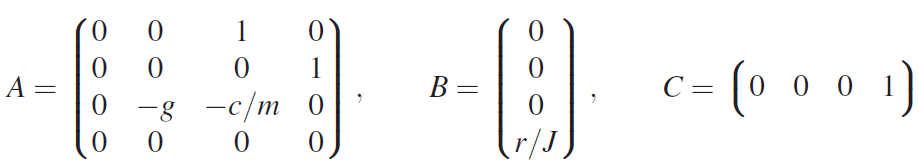 A = ( 0 0 1 0 ; 0 0 0 1 ; 0 −g −c/m 0 ; 0 0 0 0 ), B = ( 0 ; 0 ; 0 ; r/J ), C = ( 0 0 0 1 )